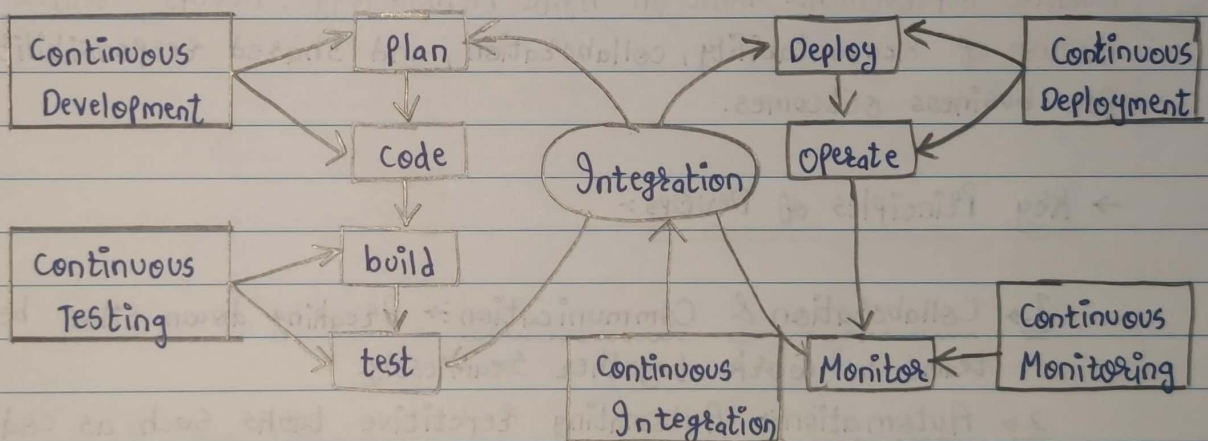 Continuous
Development
Plan
Code
Continuous
Testing
build
test
Integration
Continuous
Integration
Deploy
Operate
Monitor
Continuous
Deployment
Continuous
Monitoring